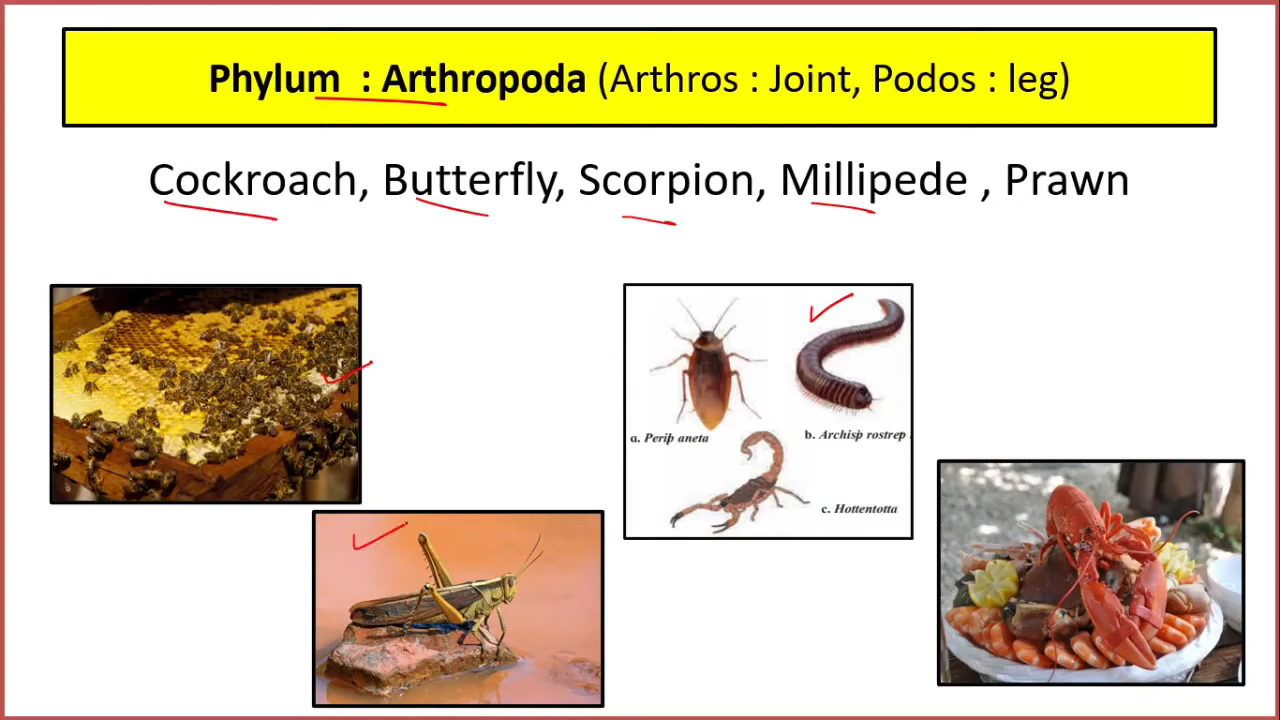 Phylum : Arthropoda (Arthros : Joint, Podos : leg)
Cockroach, Butterfly, Scorpion, Millipede , Prawn
a. Perip aneta
b. Archisp rostrep
c. Hottentotta